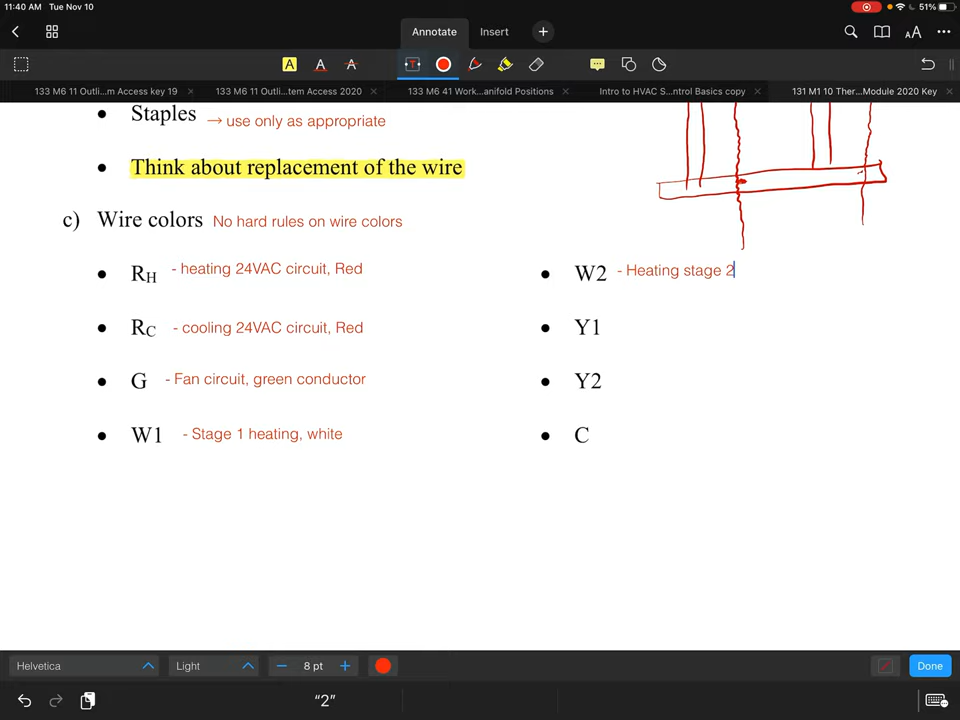 11:40 AM Tue Nov 10
51%
Annotate
Insert
133 M6 11 Outli...m Access key 19
133 M6 11 Outli...tem Access 2020
133 M6 41 Work...anifold Positions
Intro to HVAC S...ntrol Basics copy
131 M1 10 Ther...Module 2020 Key
• Staples → use only as appropriate
• Think about replacement of the wire
c) Wire colors No hard rules on wire colors
• RH - heating 24VAC circuit, Red
• RC - cooling 24VAC circuit, Red
• G - Fan circuit, green conductor
• W1 - Stage 1 heating, white
• W2 - Heating stage 2
• Y1
• Y2
• C
Helvetica
Light
8 pt
Done
“2”